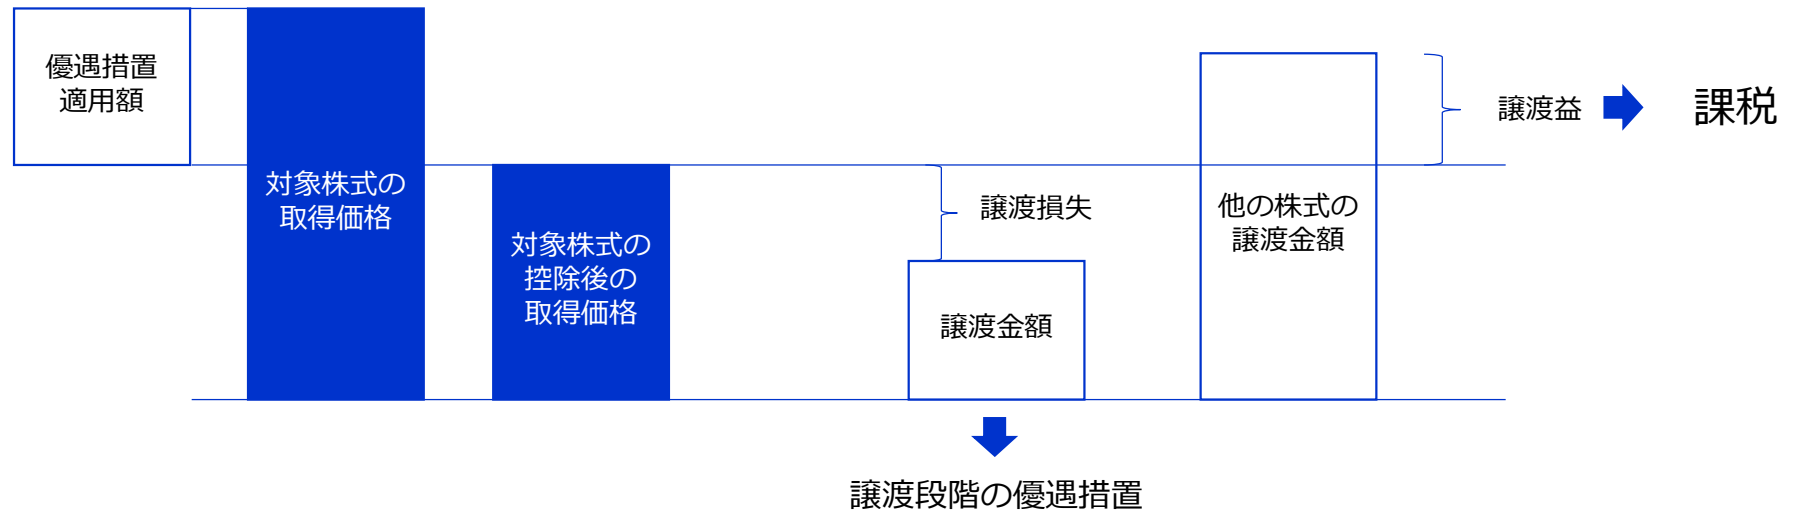 優遇措置
適用額
対象株式の
取得価格
対象株式の
控除後の
取得価格
譲渡損失
譲渡金額
他の株式の
譲渡金額
譲渡益
課税
譲渡段階の優遇措置